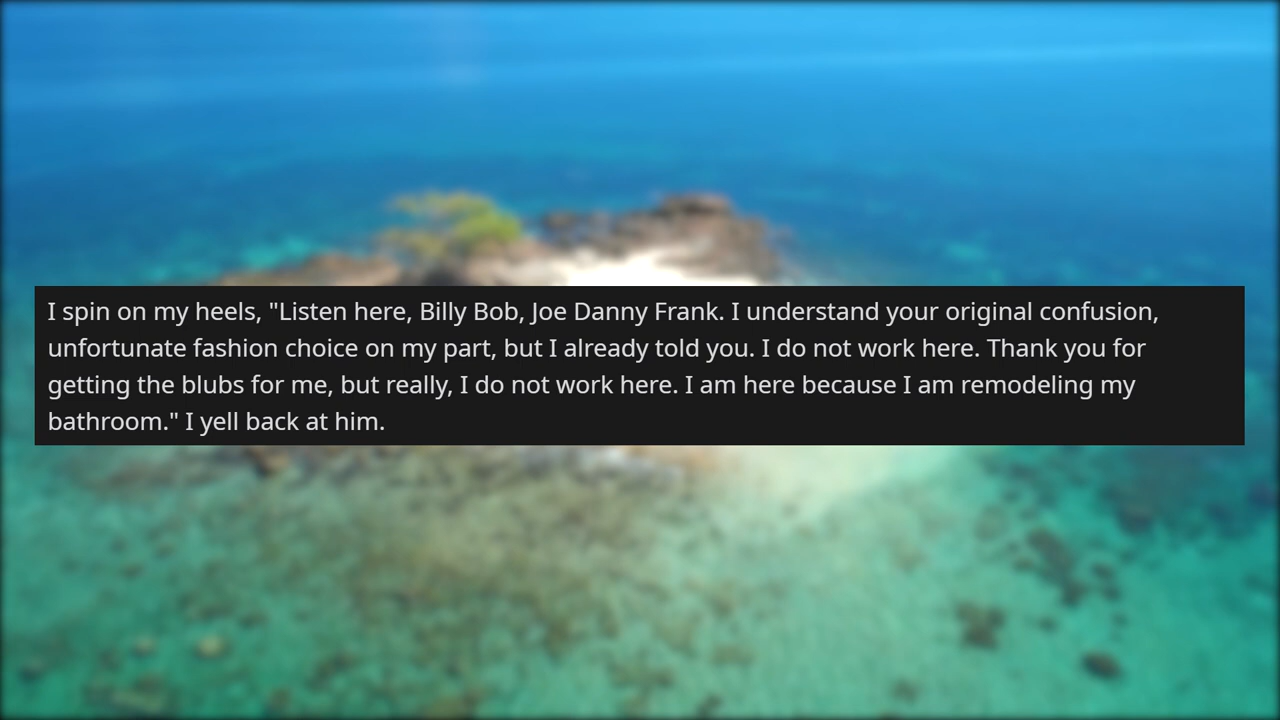 I spin on my heels, "Listen here, Billy Bob, Joe Danny Frank. I understand your original confusion,
unfortunate fashion choice on my part, but I already told you. I do not work here. Thank you for
getting the blubs for me, but really, I do not work here. I am here because I am remodeling my
bathroom." I yell back at him.